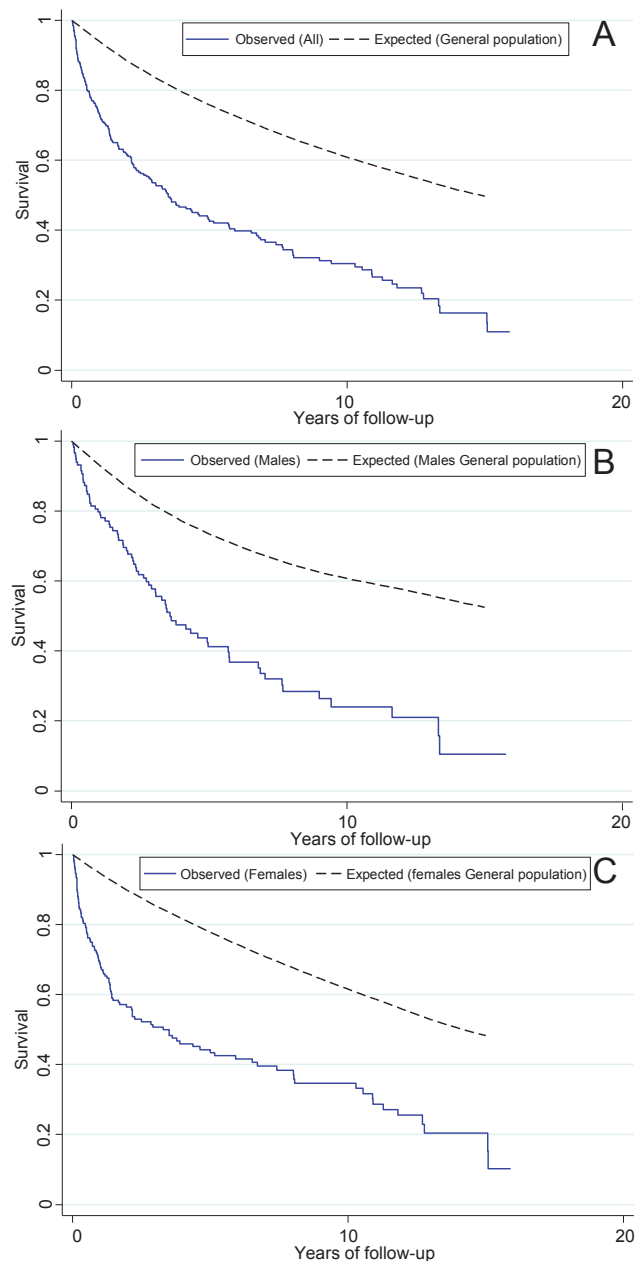 Observed (All) Expected (General population)
A
1
0.8
0.6
0.4
0.2
0
Survival
0 10 20
Years of follow-up
Observed (Males) Expected (Males General population)
B
1
0.8
0.6
0.4
0.2
0
Survival
0 10 20
Years of follow-up
Observed (Females) Expected (females General population)
C
1
0.8
0.6
0.4
0.2
0
Survival
0 10 20
Years of follow-up